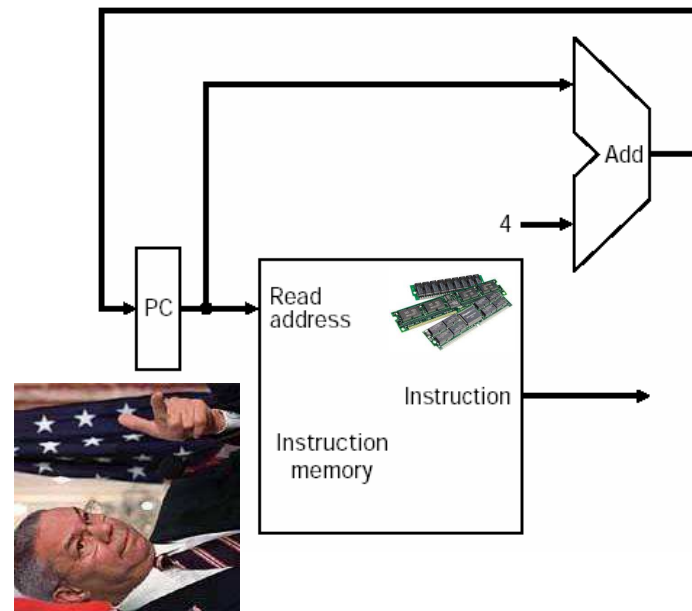 Add
4
PC
Read
address
Instruction
Instruction
memory